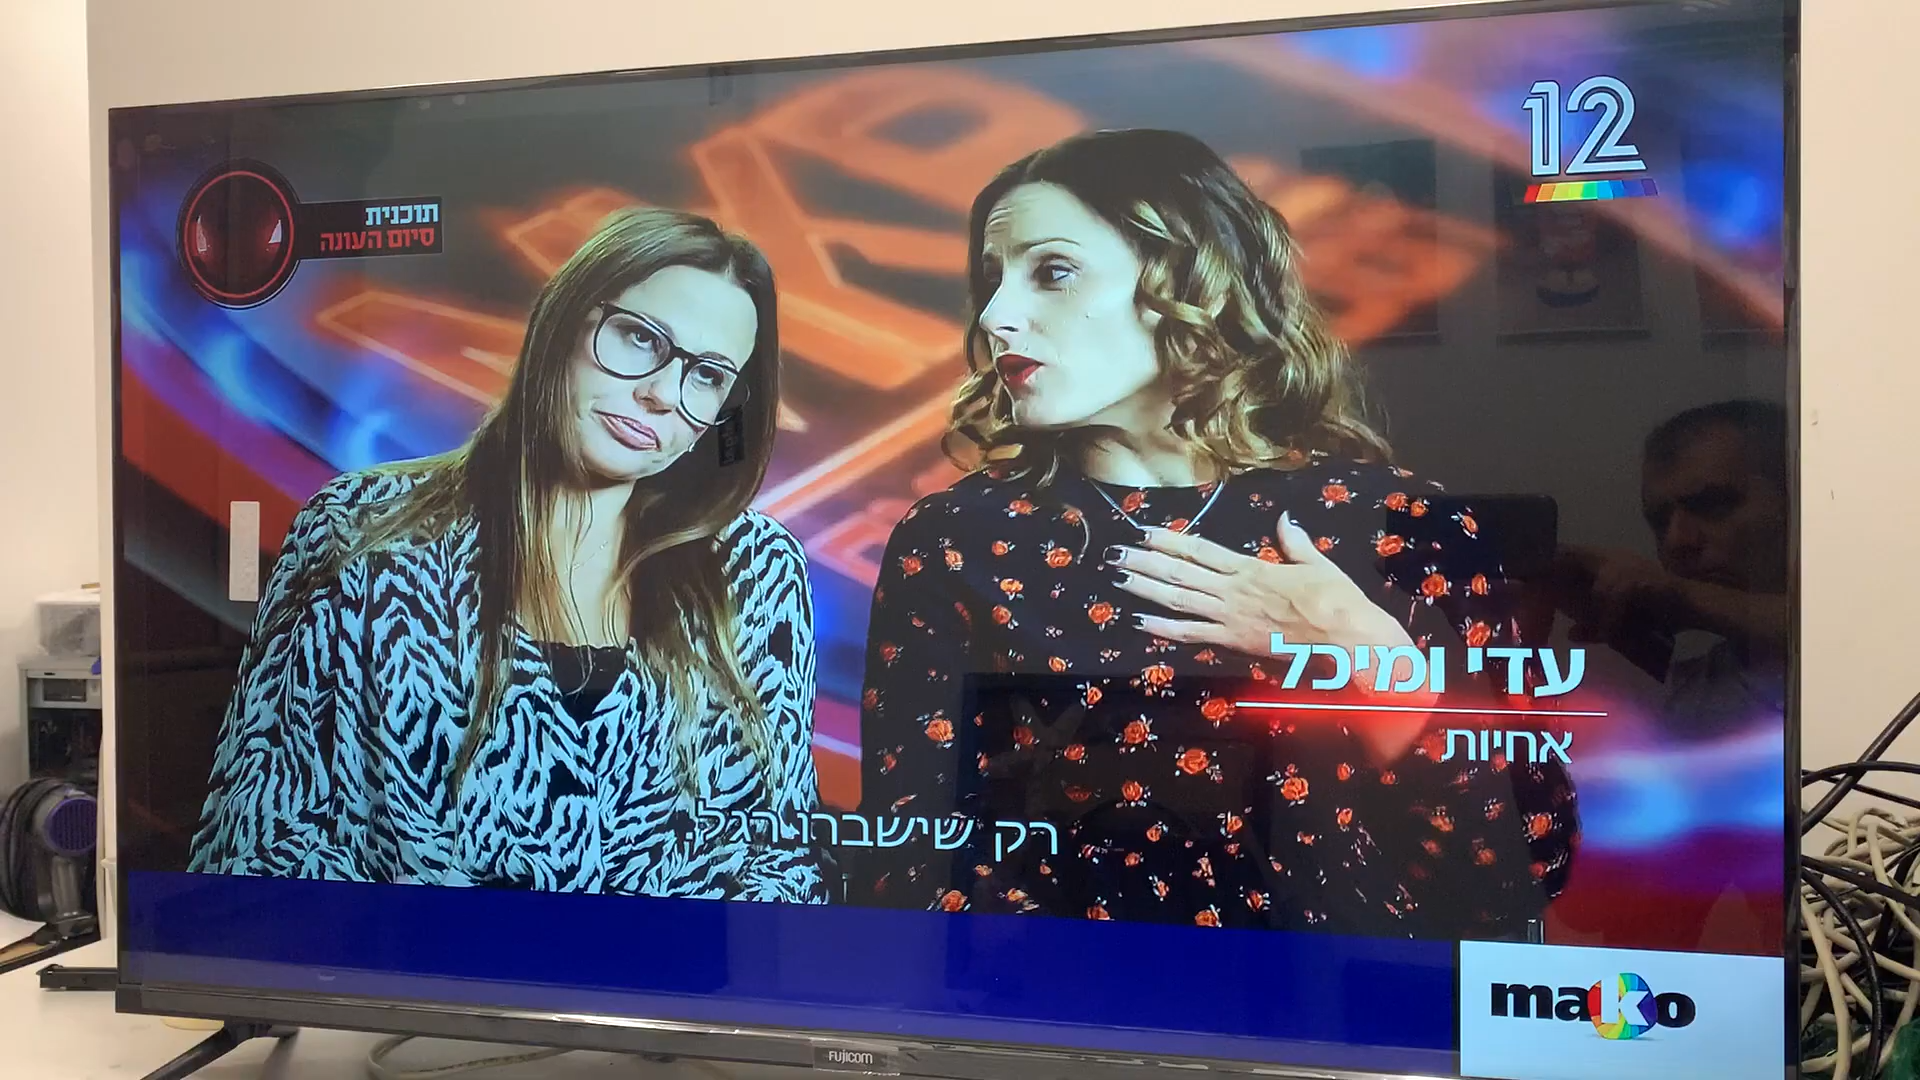 12
תוכנית
סיום העונה
עדי ומיכל
אחיות
רק שישברו רגל.
mako
FUJICOM